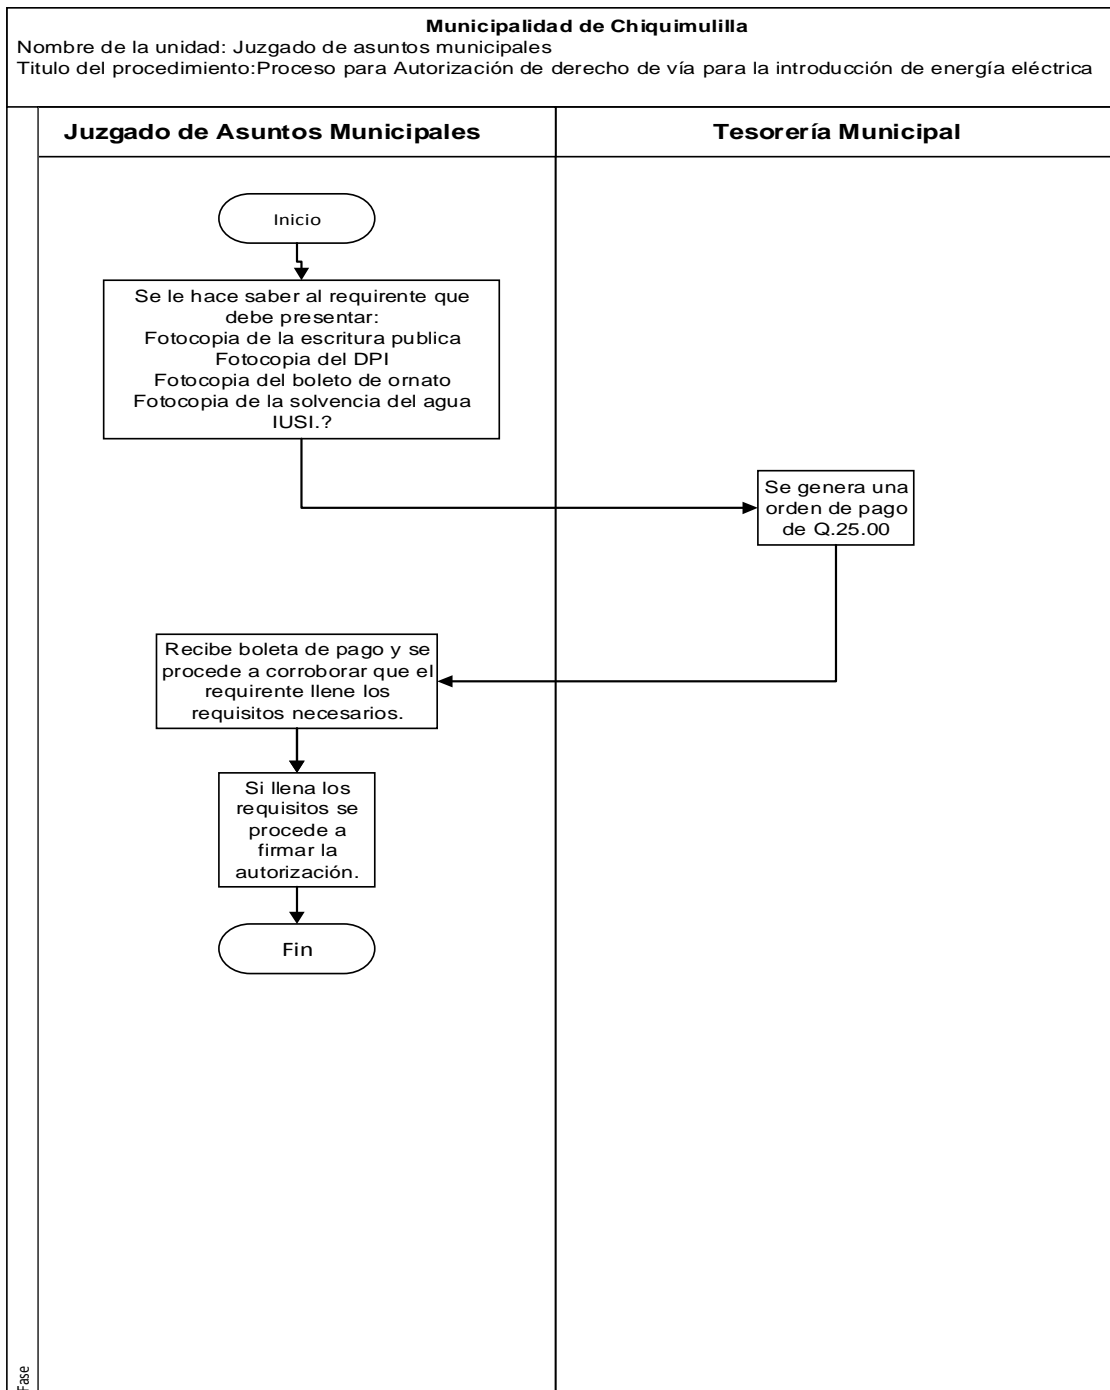 Municipalidad de Chiquimulilla
Nombre de la unidad: Juzgado de asuntos municipales
Titulo del procedimiento:Proceso para Autorización de derecho de vía para la introducción de energía eléctrica
Juzgado de Asuntos Municipales
Tesorería Municipal
Inicio
Se le hace saber al requirente que
debe presentar:
Fotocopia de la escritura publica
Fotocopia del DPI
Fotocopia del boleto de ornato
Fotocopia de la solvencia del agua
IUSI.?
Se genera una
orden de pago
de Q.25.00
Recibe boleta de pago y se
procede a corroborar que el
requirente llene los
requisitos necesarios.
Si llena los
requisitos se
procede a
firmar la
autorización.
Fin
Fase